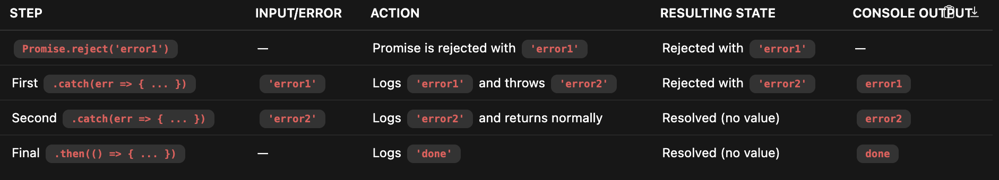 STEP INPUT/ERROR ACTION RESULTING STATE CONSOLE OUTPUT
Promise.reject('error1') — Promise is rejected with 'error1' Rejected with 'error1' —
First .catch(err => { ... }) 'error1' Logs 'error1' and throws 'error2' Rejected with 'error2' error1
Second .catch(err => { ... }) 'error2' Logs 'error2' and returns normally Resolved (no value) error2
Final .then(() => { ... }) — Logs 'done' Resolved (no value) done